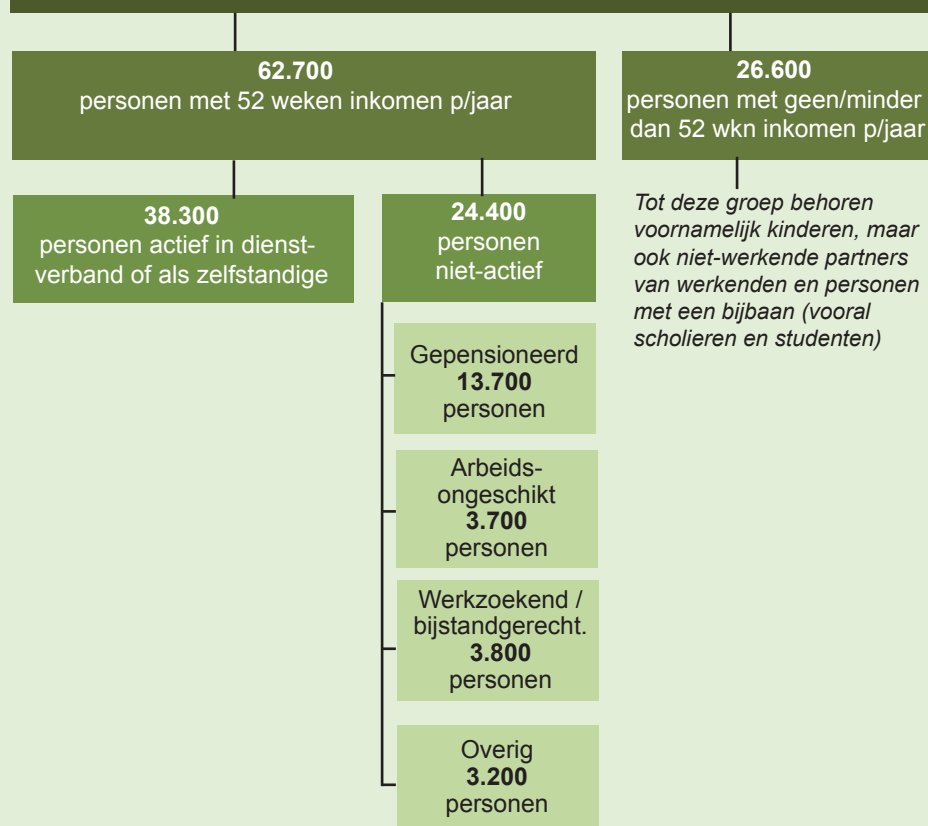 62.700
personen met 52 weken inkomen p/jaar
26.600
personen met geen/minder
dan 52 wkn inkomen p/jaar
38.300
personen actief in dienst-
verband of als zelfstandige
24.400
personen
niet-actief
Tot deze groep behoren
voornamelijk kinderen, maar
ook niet-werkende partners
van werkenden en personen
met een bijbaan (vooral
scholieren en studenten)
Gepensioneerd
13.700
personen
Arbeids-
ongeschikt
3.700
personen
Werkzoekend /
bijstandgerecht.
3.800
personen
Overig
3.200
personen